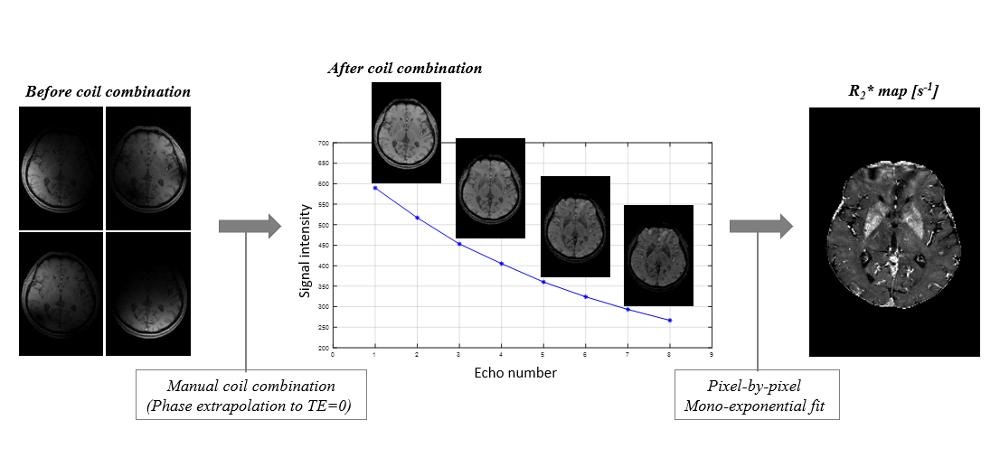 Before coil combination
After coil combination
R2* map [s-1]
700
650
600
550
500
450
400
350
300
250
200
Signal intensity
0 1 2 3 4 5 6 7 8 9
Echo number
Manual coil combination
(Phase extrapolation to TE=0)
Pixel-by-pixel
Mono-exponential fit